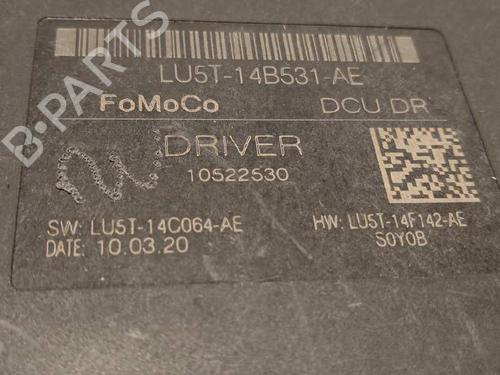 LU5T-14B531-AE
FoMoCo DCU DR
DRIVER
10522530
SW: LU5T-14C064-AE
DATE: 10.03.20
HW: LU5T-14F142-AE
S0Y0B
B-PARTS